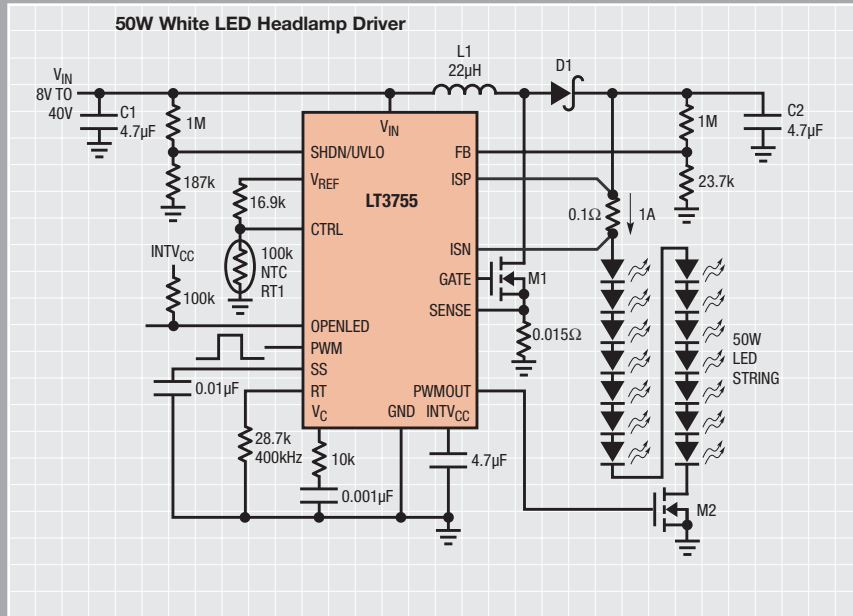 50W White LED Headlamp Driver
L1
22µH
D1
VIN
8V TO
40V
C1
4.7µF
1M
187k
VIN
SHDN/UVLO
VREF
CTRL
LT3755
FB
ISP
ISN
GATE
SENSE
OPENLED
PWM
SS
RT
VC
GND
INTVCC
PWMOUT
16.9k
100k
NTC
RT1
INTVCC
100k
0.01µF
28.7k
400kHz
10k
0.001µF
4.7µF
1M
23.7k
C2
4.7µF
0.1Ω
1A
M1
0.015Ω
50W
LED
STRING
M2